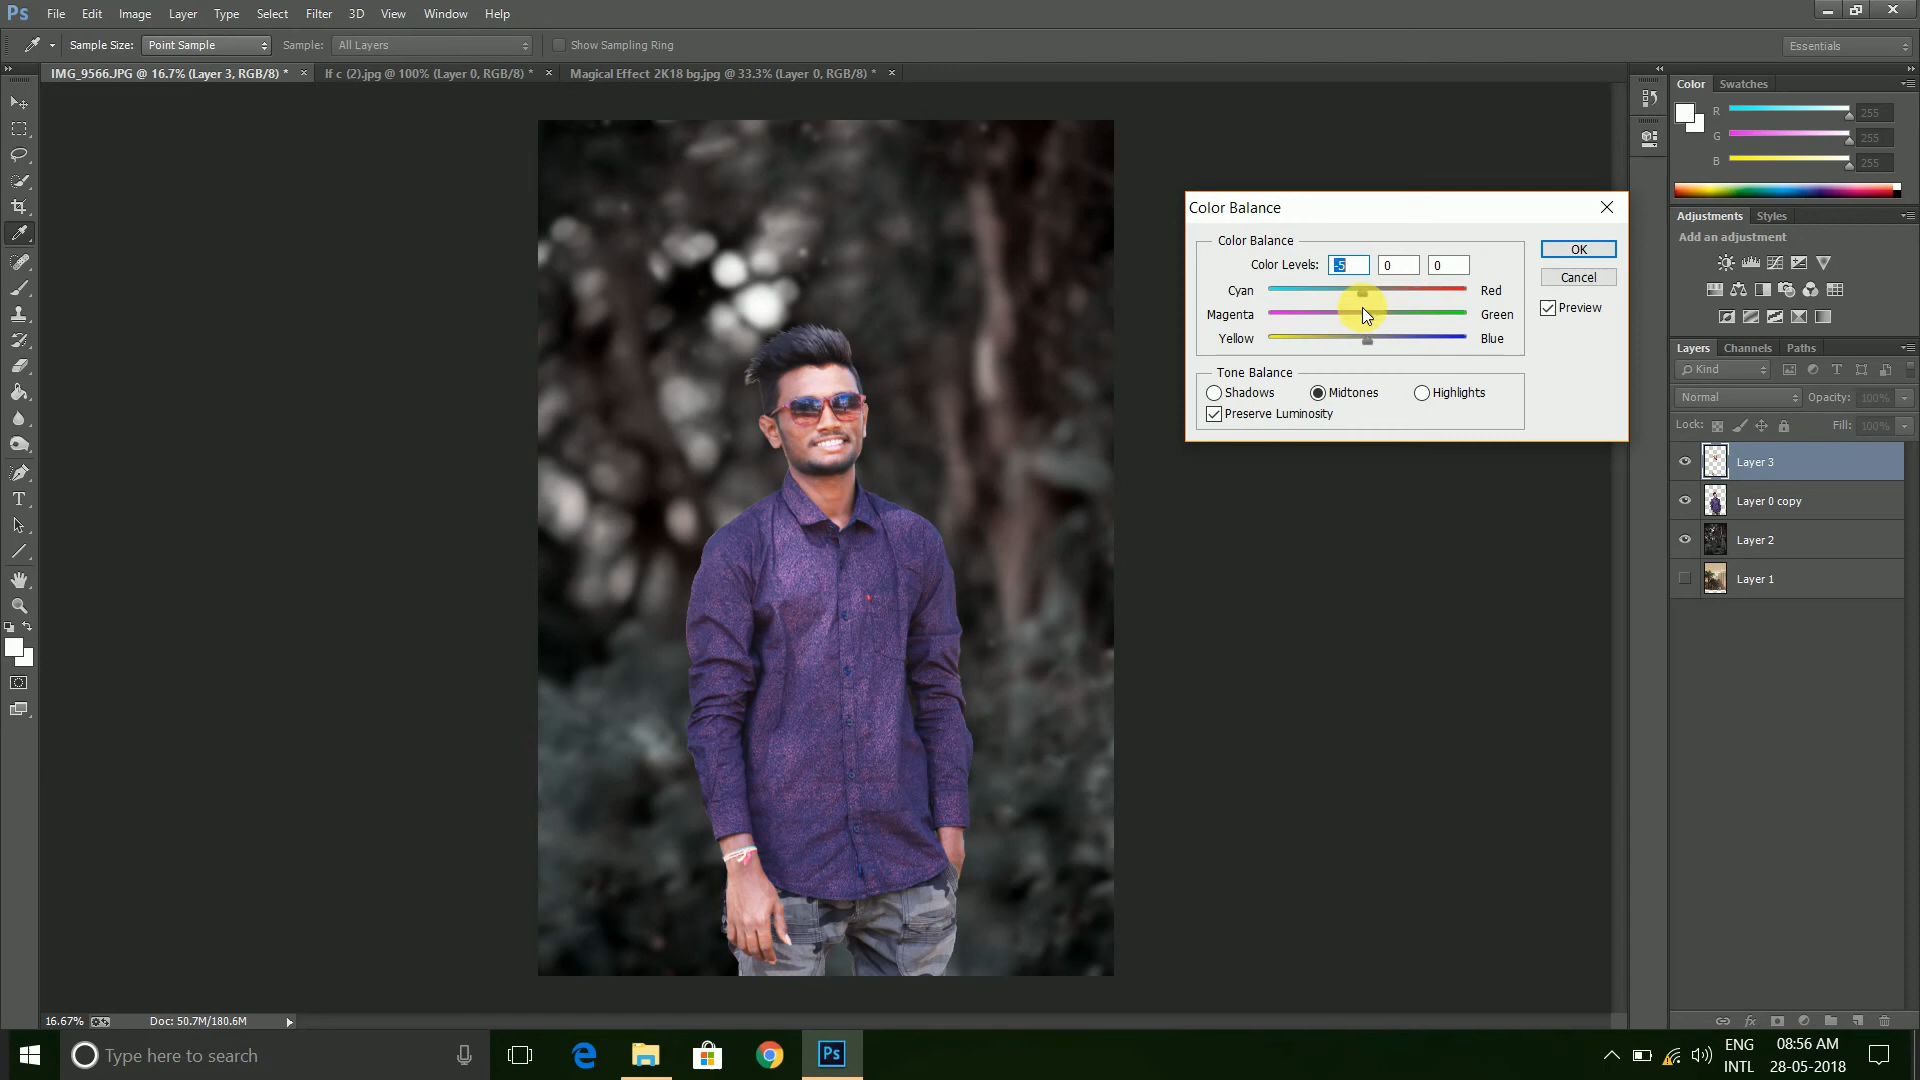 Ps File Edit Image Layer Type Select Filter 3D View Window Help
Sample Size: Point Sample Sample: All Layers Show Sampling Ring Essentials
IMG_9566.JPG @ 16.7% (Layer 3, RGB/8) * × If c (2).jpg @ 100% (Layer 0, RGB/8) * × Magical Effect 2K18 bg.jpg @ 33.3% (Layer 0, RGB/8) * ×
Color Swatches
R 255
G 255
B 255
Color Balance
Color Balance
Color Levels: -5 0 0
Cyan Red
Magenta Green
Yellow Blue
OK
Cancel
Preview
Tone Balance
Shadows Midtones Highlights
Preserve Luminosity
Adjustments Styles
Add an adjustment
Layers Channels Paths
Kind
Normal Opacity: 100%
Lock: Fill: 100%
Layer 3
Layer 0 copy
Layer 2
Layer 1
16.67% Doc: 50.7M/180.6M
Type here to search
Ps
ENG
INTL
08:56 AM
28-05-2018